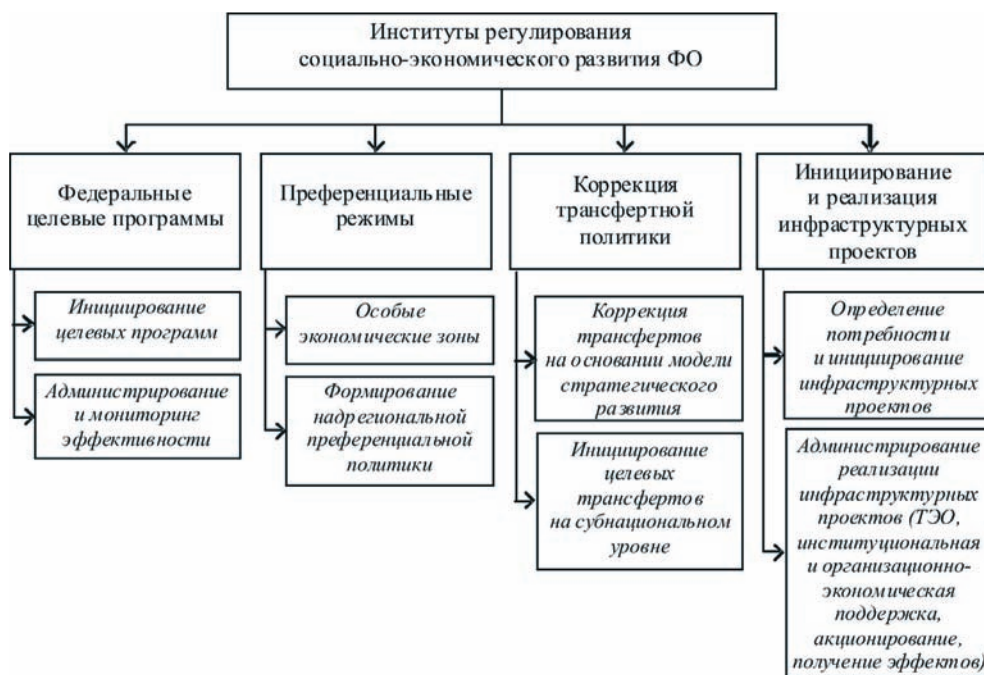 Институты регулирования
социально-экономического развития ФО
Федеральные
целевые программы
Инициирование
целевых программ
Администрирование
и мониторинг
эффективности
Преференциальные
режимы
Особые
экономические зоны
Формирование
надрегиональной
преференциальной
политики
Коррекция
трансфертной
политики
Коррекция
трансфертов
на основании модели
стратегического
развития
Инициирование
целевых
трансфертов
на субнациональном
уровне
Инициирование
и реализация
инфраструктурных
проектов
Определение
потребности
и инициирование
инфраструктурных
проектов
Администрирование
реализации
инфраструктурных
проектов (ТЭО,
институциональная
и организационно-
экономическая
поддержка,
акционирование,
получение эффектов)